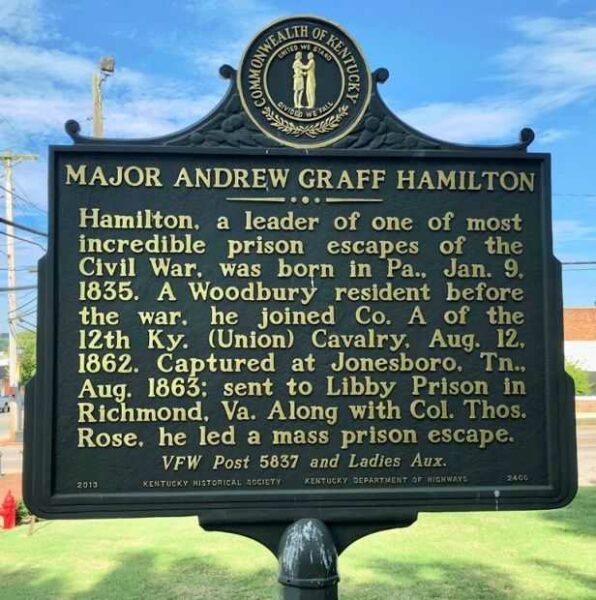 COMMONWEALTH OF KENTUCKY
UNITED WE STAND
DIVIDED WE FALL
MAJOR ANDREW GRAFF HAMILTON
Hamilton, a leader of one of most
incredible prison escapes of the
Civil War, was born in Pa., Jan. 9,
1835. A Woodbury resident before
the war, he joined Co. A of the
12th Ky. (Union) Cavalry, Aug. 12,
1862. Captured at Jonesboro, Tn.,
Aug. 1863; sent to Libby Prison in
Richmond, Va. Along with Col. Thos.
Rose, he led a mass prison escape.
VFW Post 5837 and Ladies Aux.
2013 KENTUCKY HISTORICAL SOCIETY KENTUCKY DEPARTMENT OF HIGHWAYS